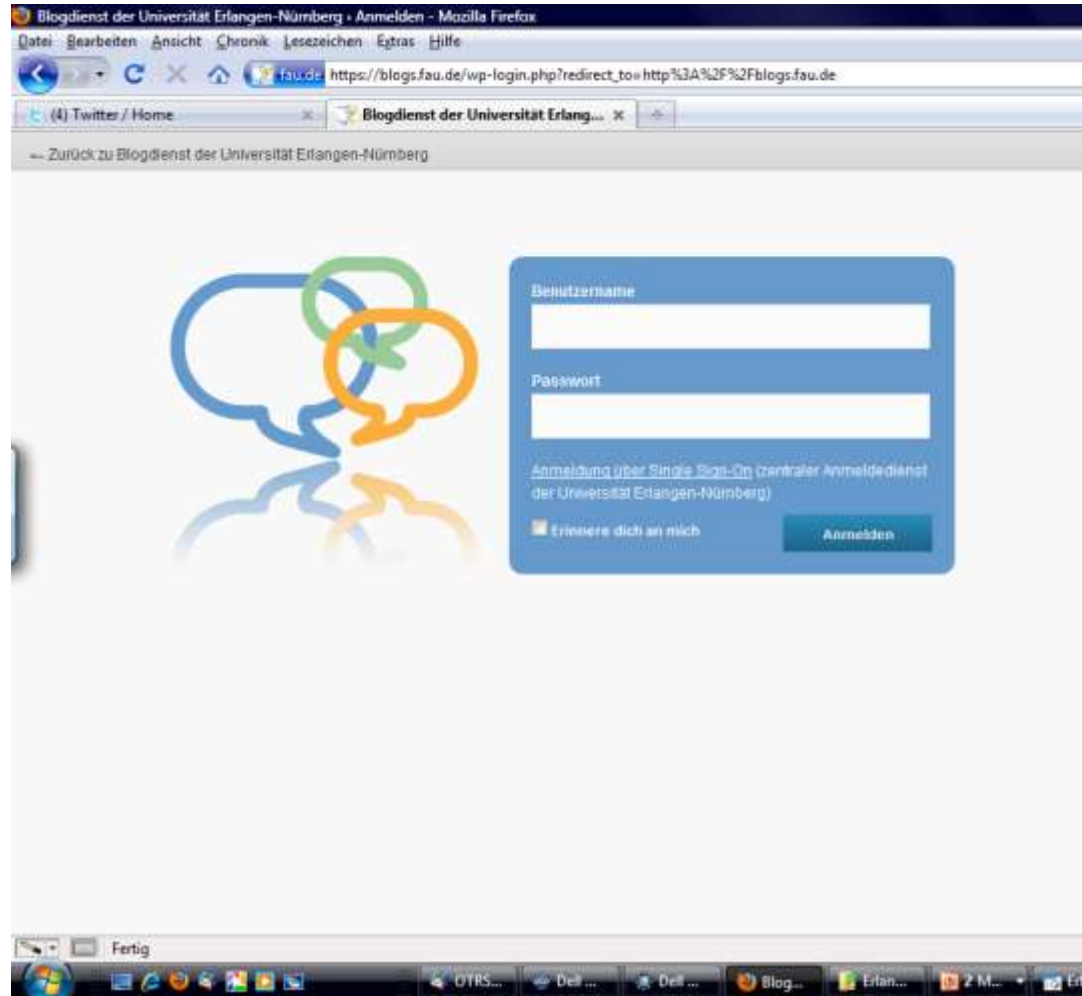 Blogdienst der Universität Erlangen-Nürnberg › Anmelden - Mozilla Firefox
Datei Bearbeiten Ansicht Chronik Lesezeichen Extras Hilfe
fau.de https://blogs.fau.de/wp-login.php?redirect_to=http%3A%2F%2Fblogs.fau.de
(4) Twitter / Home
Blogdienst der Universität Erlang...
← Zurück zu Blogdienst der Universität Erlangen-Nürnberg
Benutzername
Passwort
Anmeldung über Single Sign-On (zentraler Anmeldedienst
der Universität Erlangen-Nürnberg)
Erinnere dich an mich
Anmelden
Fertig
OTRS... Dell ... Dell ... Blog... Erlan... 2 M...